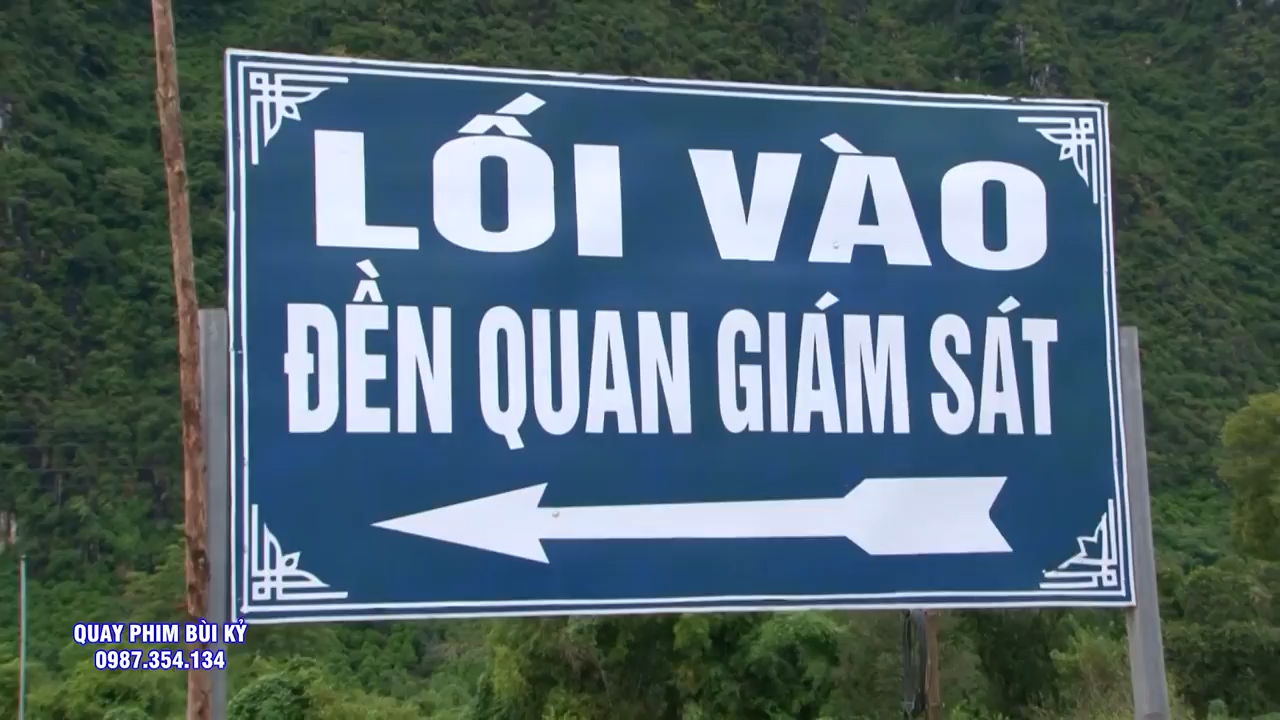 LỐI VÀO
ĐỀN QUAN GIÁM SÁT
QUAY PHIM BÙI KỶ
0987.354.134